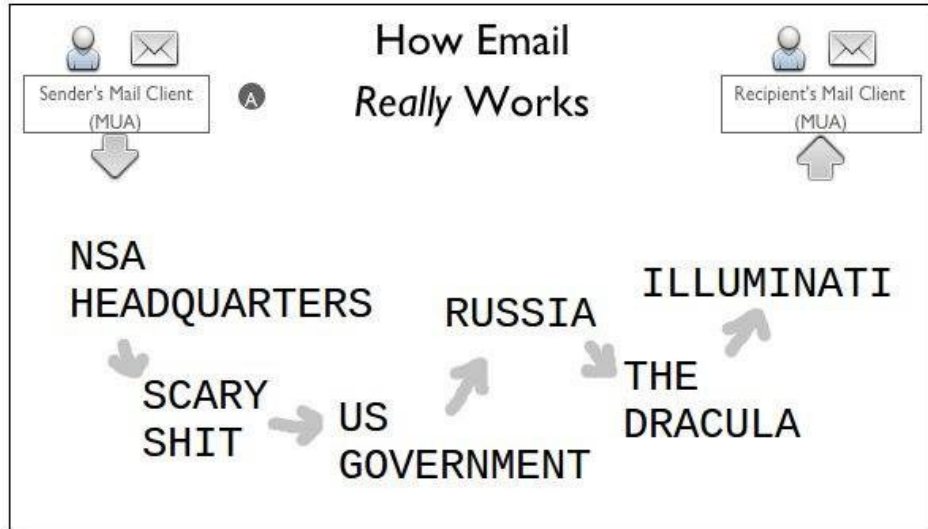 How Email
Really Works
Sender's Mail Client
(MUA)
A
Recipient's Mail Client
(MUA)
NSA
HEADQUARTERS
SCARY
SHIT
US
GOVERNMENT
RUSSIA
THE
DRACULA
ILLUMINATI